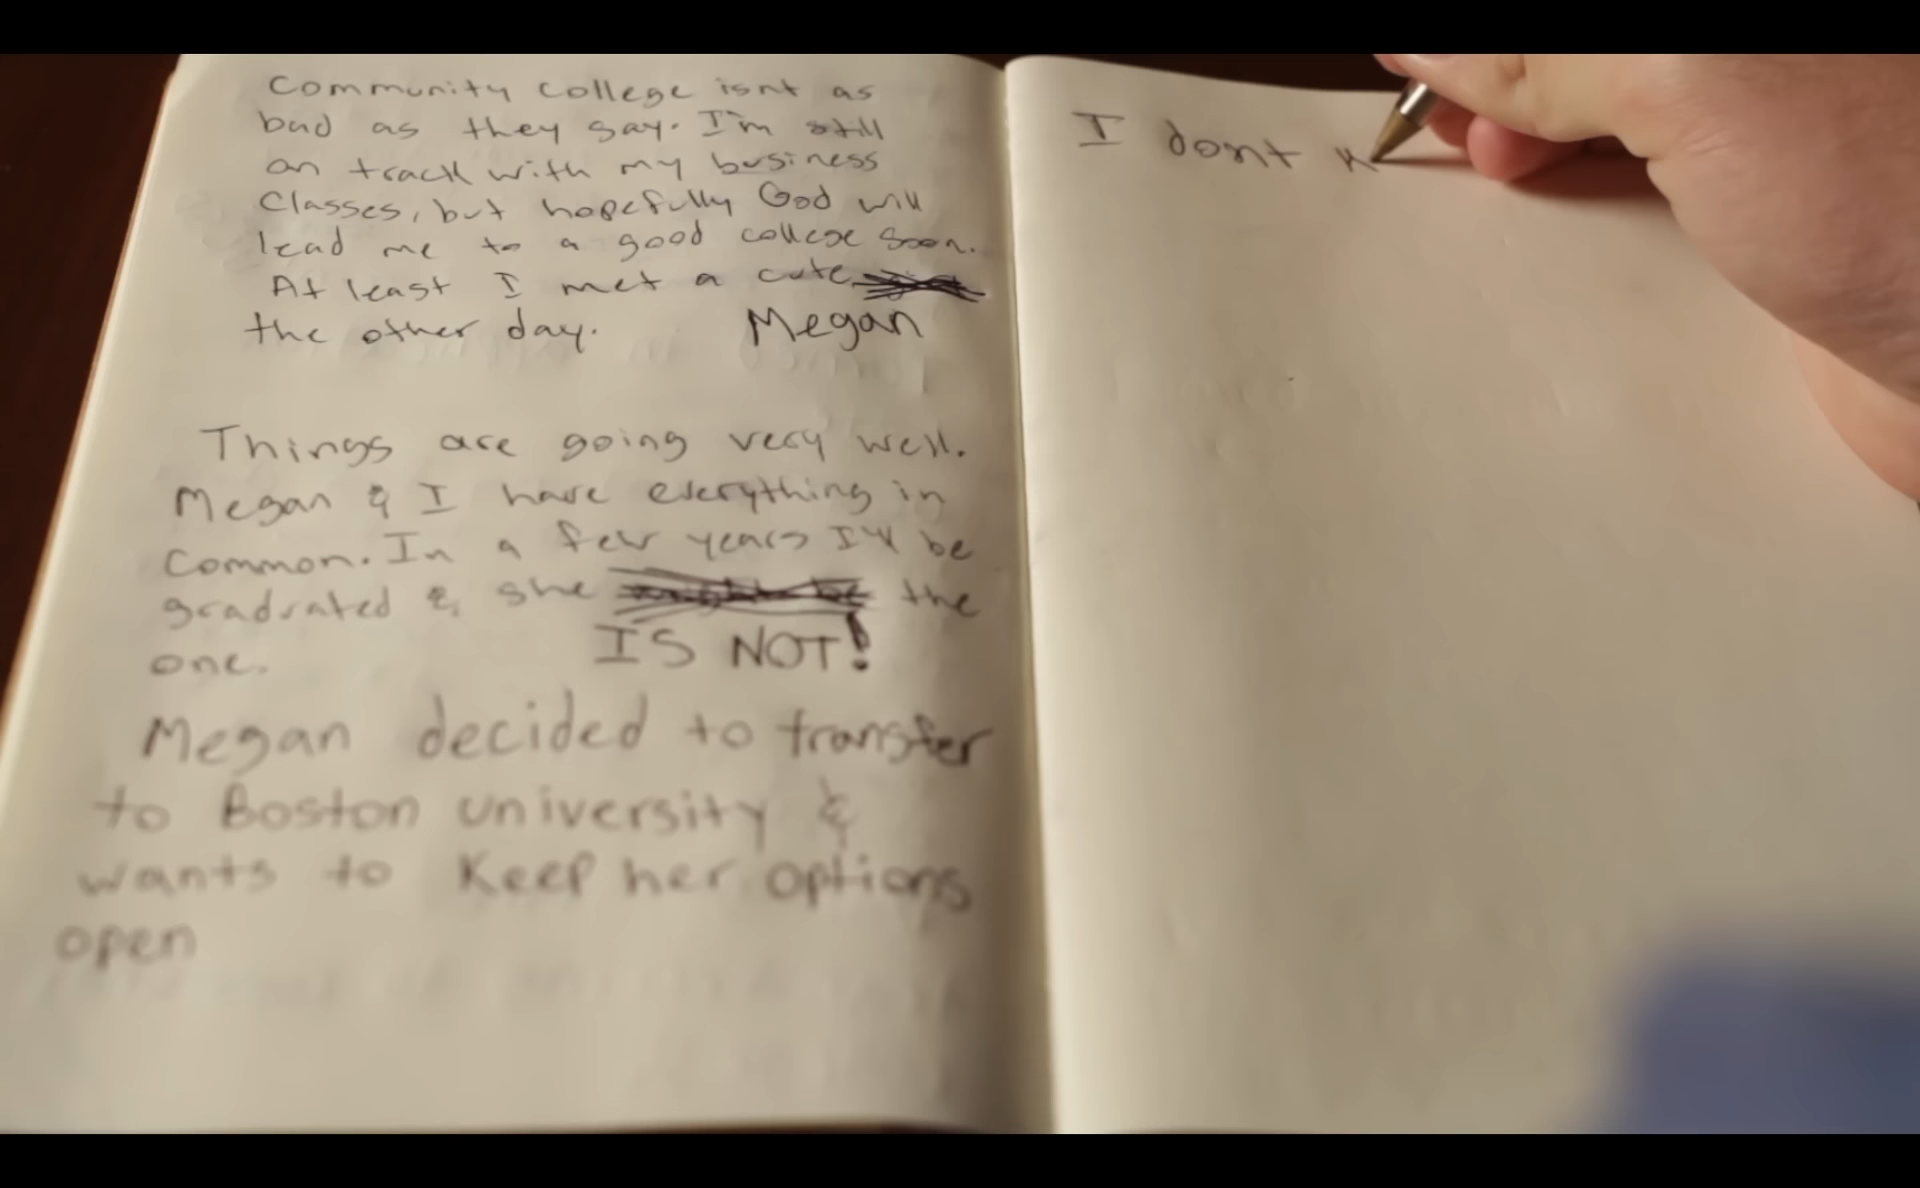 Community college isnt as
bad as they say. I'm still
on track with my business
classes, but hopefully God will
lead me to a good college soon.
At least I met a cute
the other day. Megan
Things are going very well.
Megan & I have everything in
common. In a few years I'll be
graduated & she might be the
IS NOT!
one.
Megan decided to transfer
to Boston University &
wants to keep her options
open
I dont